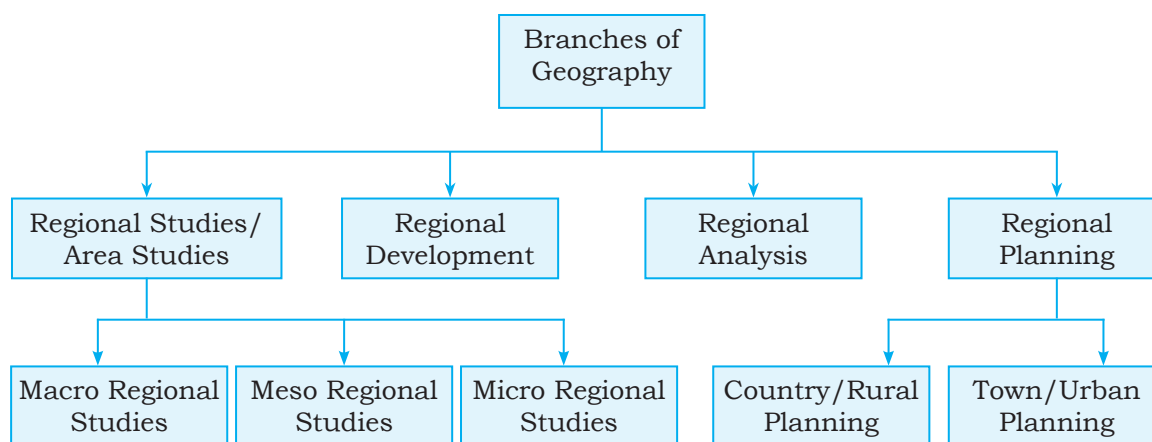 Branches of
Geography
Regional Studies/
Area Studies
Regional
Development
Regional
Analysis
Regional
Planning
Macro Regional
Studies
Meso Regional
Studies
Micro Regional
Studies
Country/Rural
Planning
Town/Urban
Planning